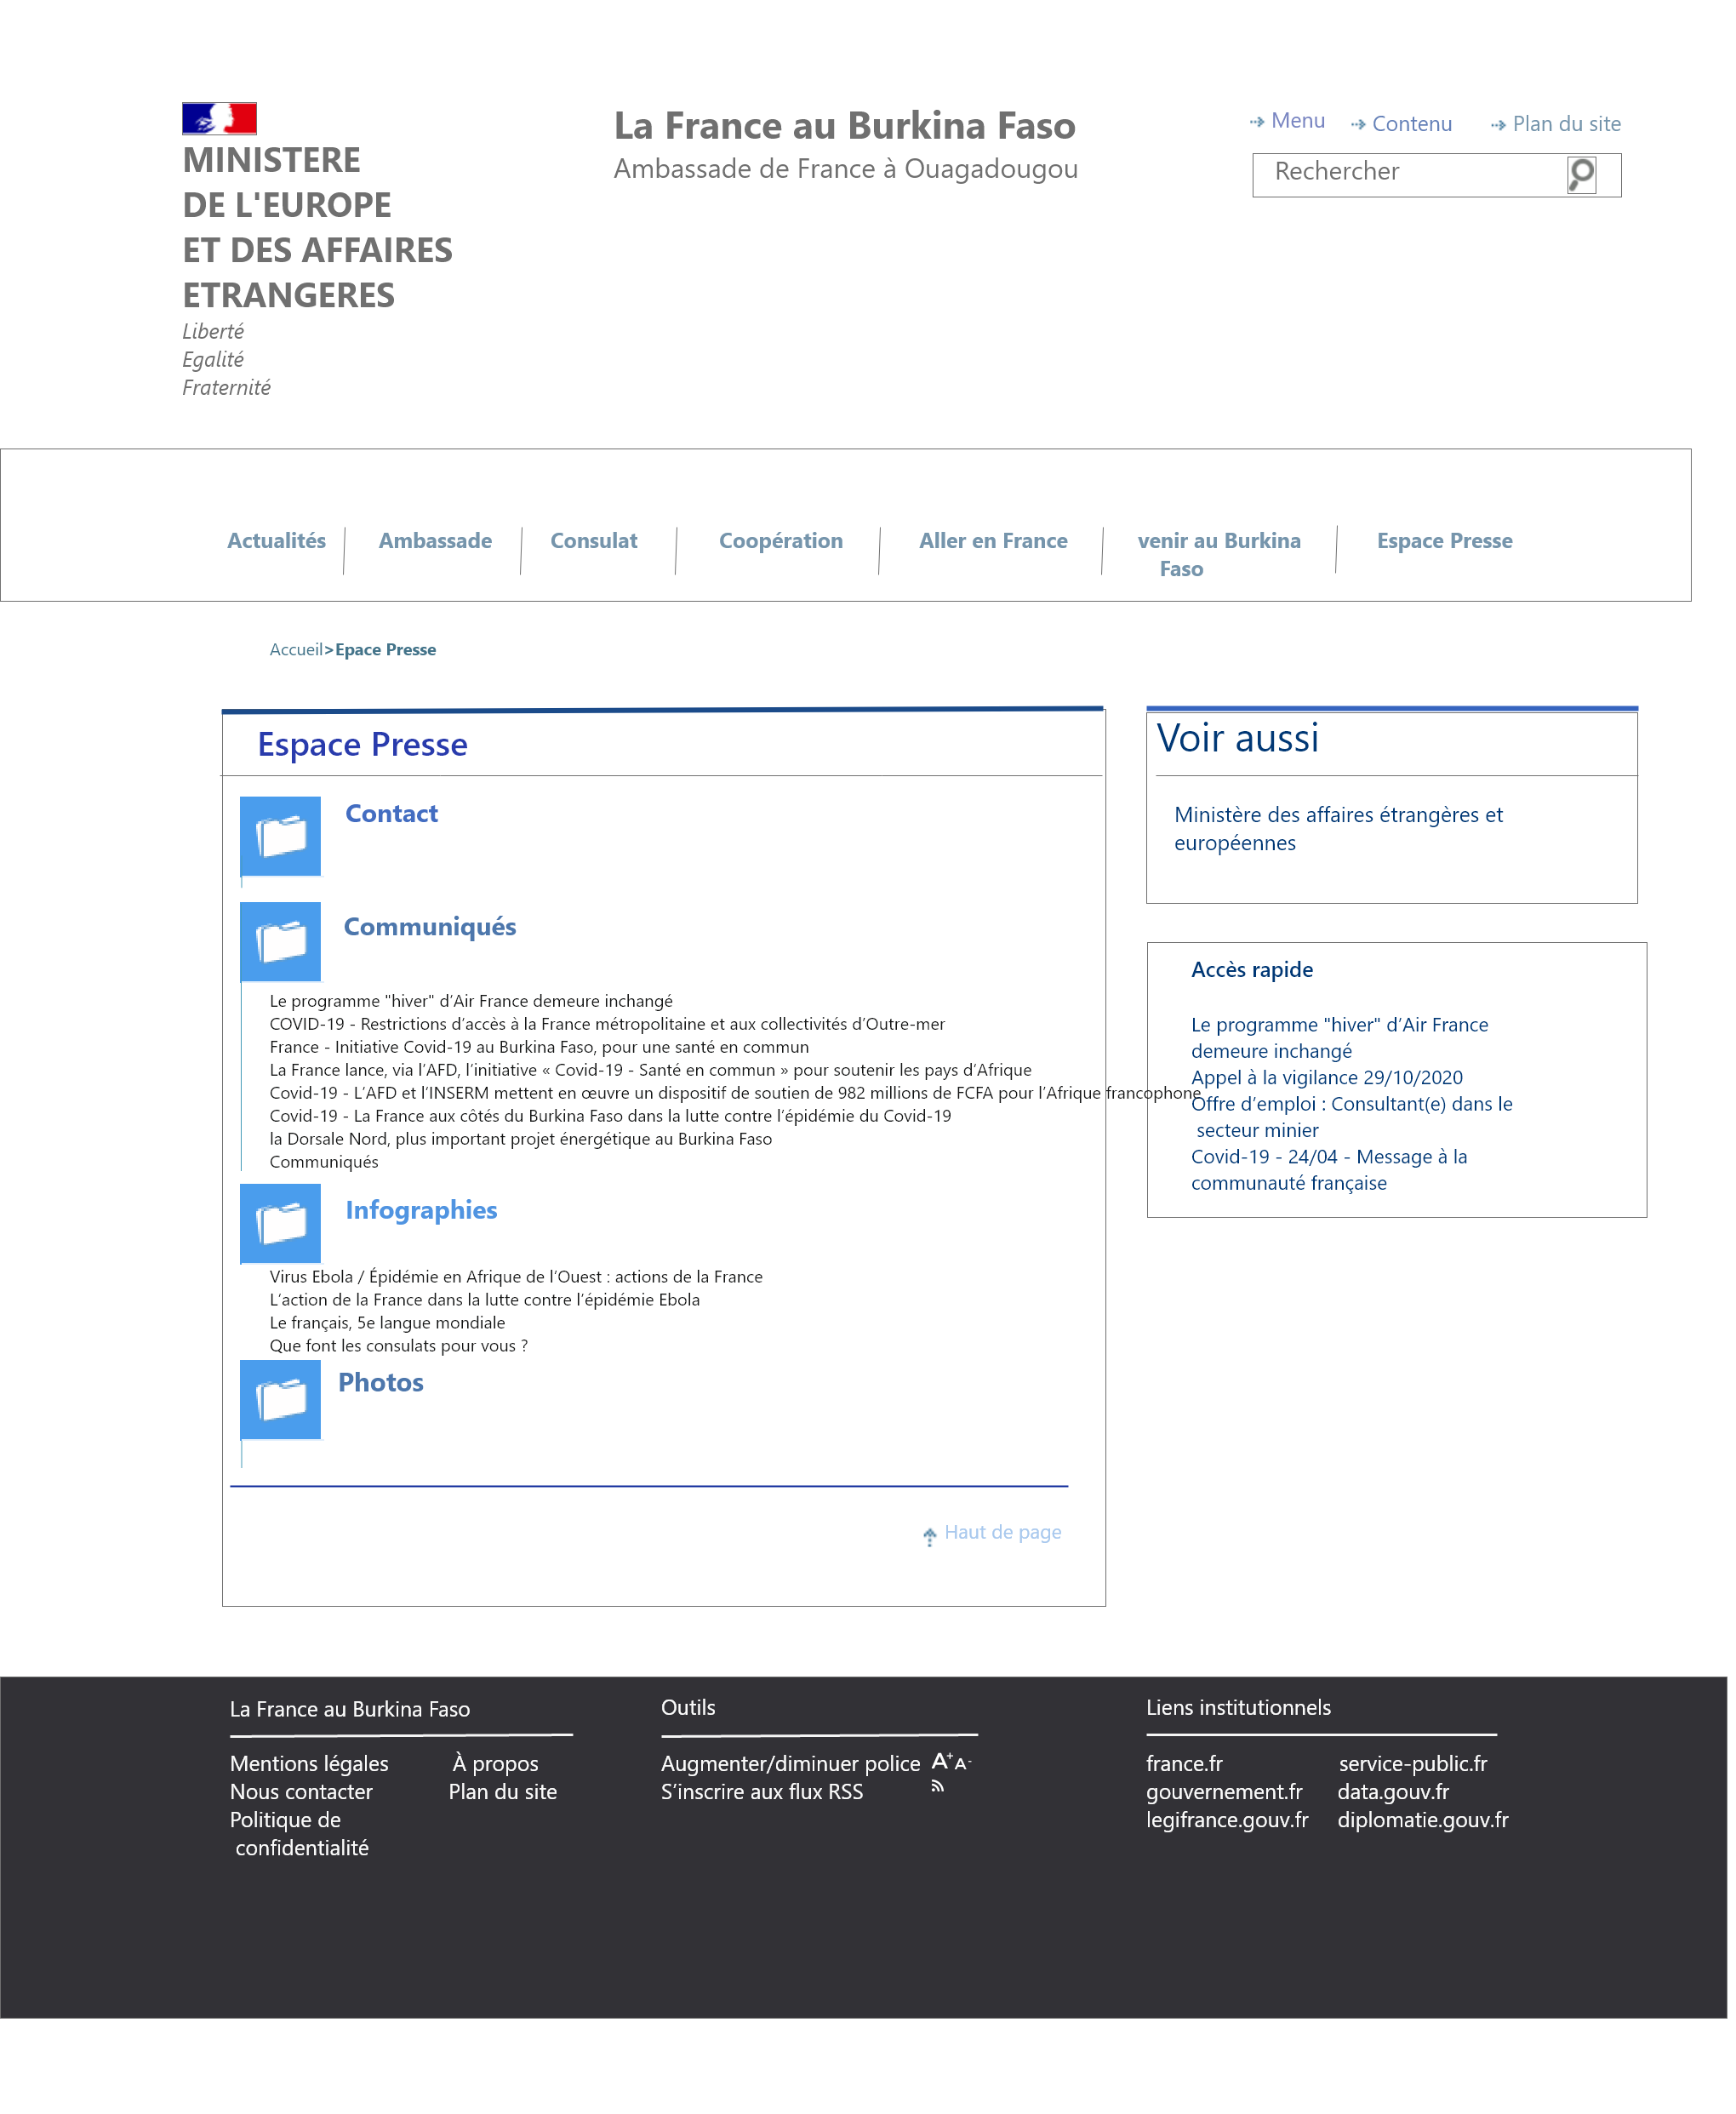 MINISTERE
DE L'EUROPE
ET DES AFFAIRES
ETRANGERES
Liberté
Egalité
Fraternité
La France au Burkina Faso
Ambassade de France à Ouagadougou
Menu
Contenu
Plan du site
Rechercher
Actualités
Ambassade
Consulat
Coopération
Aller en France
venir au Burkina
Faso
Espace Presse
Accueil>Epace Presse
Espace Presse
Contact
Communiqués
Le programme "hiver" d’Air France demeure inchangé
COVID-19 - Restrictions d’accès à la France métropolitaine et aux collectivités d’Outre-mer
France - Initiative Covid-19 au Burkina Faso, pour une santé en commun
La France lance, via l’AFD, l’initiative « Covid-19 - Santé en commun » pour soutenir les pays d’Afrique
Covid-19 - L’AFD et l’INSERM mettent en œuvre un dispositif de soutien de 982 millions de FCFA pour l’Afrique francophone
Covid-19 - La France aux côtés du Burkina Faso dans la lutte contre l’épidémie du Covid-19
la Dorsale Nord, plus important projet énergétique au Burkina Faso
Communiqués
Infographies
Virus Ebola / Épidémie en Afrique de l’Ouest : actions de la France
L’action de la France dans la lutte contre l’épidémie Ebola
Le français, 5e langue mondiale
Que font les consulats pour vous ?
Photos
Haut de page
Voir aussi
Ministère des affaires étrangères et
européennes
Accès rapide
Le programme "hiver" d’Air France
demeure inchangé
Appel à la vigilance 29/10/2020
Offre d’emploi : Consultant(e) dans le
secteur minier
Covid-19 - 24/04 - Message à la
communauté française
La France au Burkina Faso
Mentions légales
Nous contacter
Politique de
confidentialité
À propos
Plan du site
Outils
Augmenter/diminuer police A+ A-
S’inscrire aux flux RSS
Liens institutionnels
france.fr
gouvernement.fr
legifrance.gouv.fr
service-public.fr
data.gouv.fr
diplomatie.gouv.fr